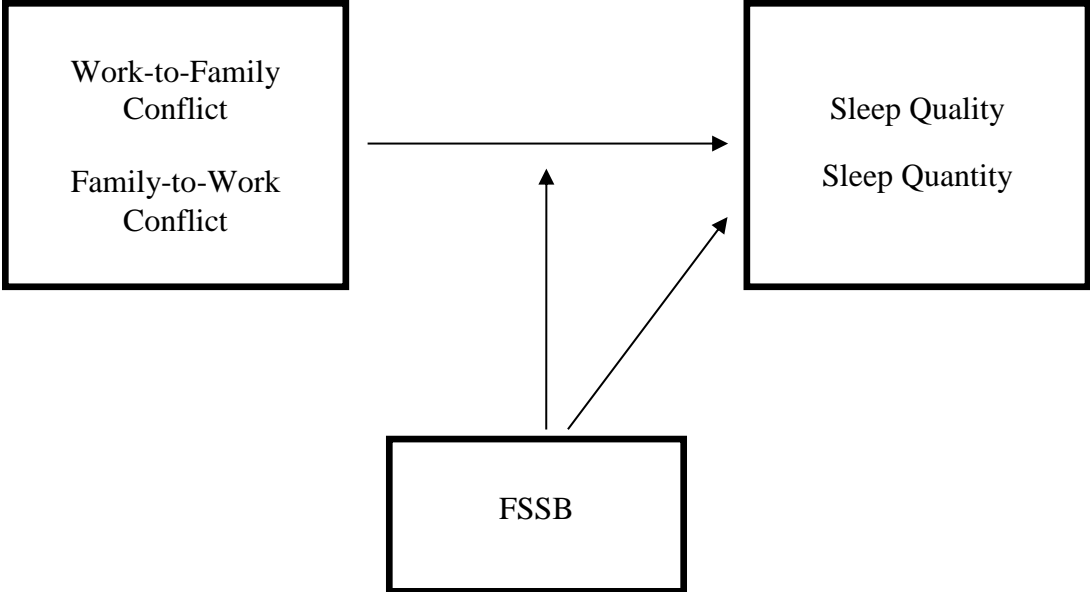 Work-to-Family
Conflict
Family-to-Work
Conflict
Sleep Quality
Sleep Quantity
FSSB